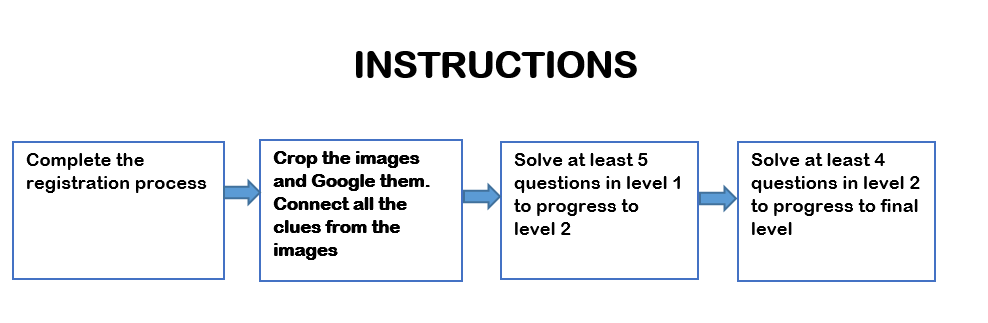 INSTRUCTIONS
Complete the
registration process
Crop the images
and Google them.
Connect all the
clues from the
images
Solve at least 5
questions in level 1
to progress to
level 2
Solve at least 4
questions in level 2
to progress to final
level